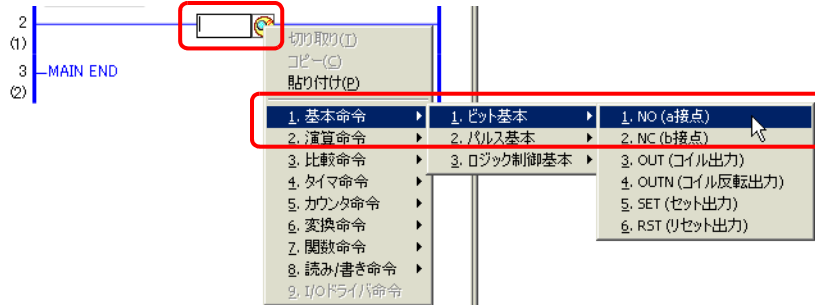 2
(1)
3 MAIN END
(2)
切り取り(T)
コピー(C)
貼り付け(P)
1. 基本命令
2. 演算命令
3. 比較命令
4. タイマ命令
5. カウンタ命令
6. 変換命令
7. 関数命令
8. 読み/書き命令
9. I/Oドライバ命令
1. ビット基本
2. パルス基本
3. ロジック制御基本
1. NO (a接点)
2. NC (b接点)
3. OUT (コイル出力)
4. OUTN (コイル反転出力)
5. SET (セット出力)
6. RST (リセット出力)